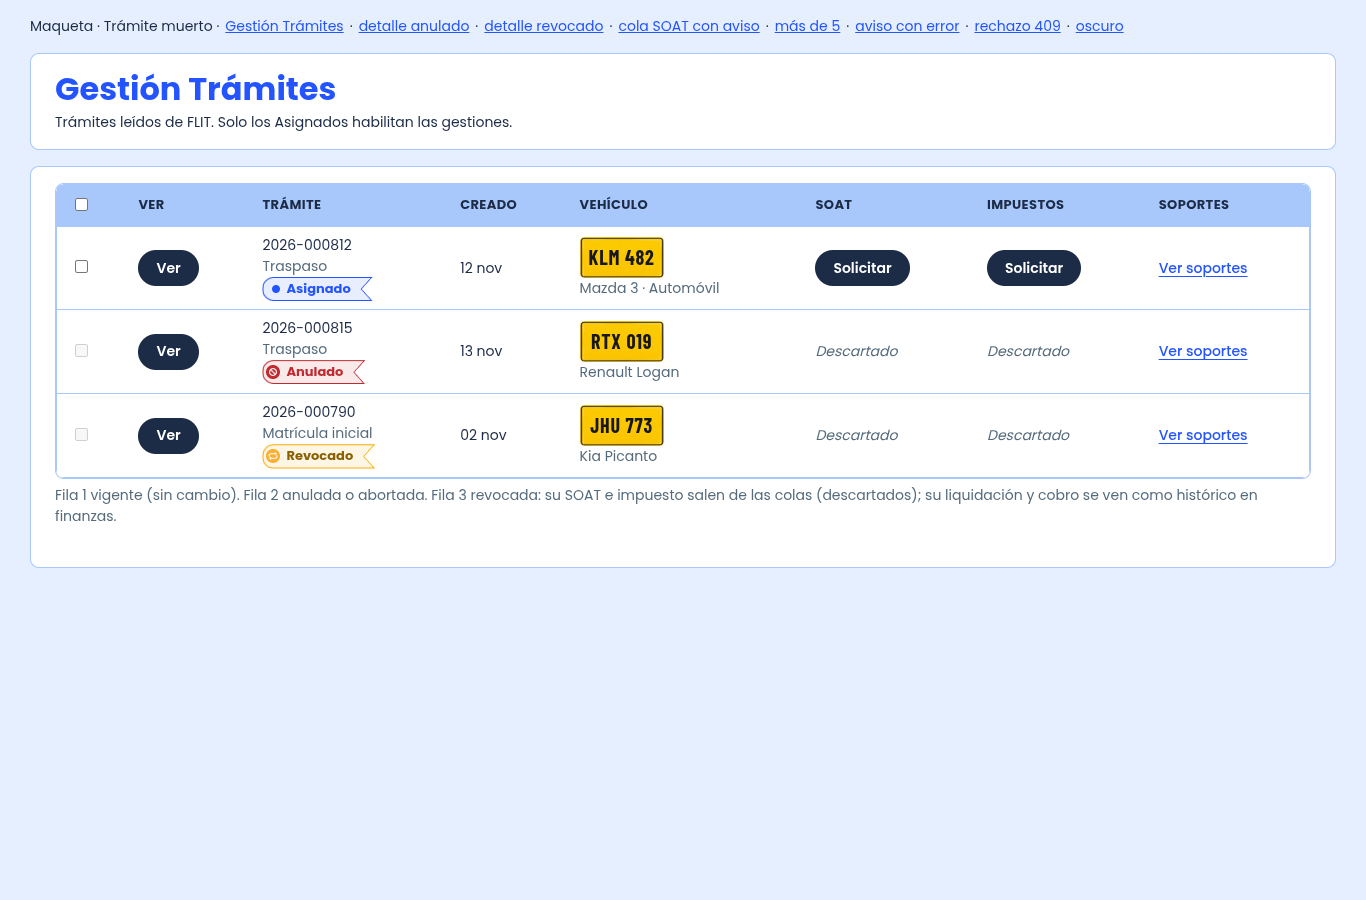 Maqueta · Trámite muerto · Gestión Trámites · detalle anulado · detalle revocado · cola SOAT con aviso · más de 5 · aviso con error · rechazo 409 · oscuro
Gestión Trámites
Trámites leídos de FLIT. Solo los Asignados habilitan las gestiones.
VER TRÁMITE CREADO VEHÍCULO SOAT IMPUESTOS SOPORTES
2026-000812
Traspaso
Asignado
Ver
12 nov
KLM 482
Mazda 3 · Automóvil
Solicitar
Solicitar
Ver soportes
2026-000815
Traspaso
Anulado
Ver
13 nov
RTX 019
Renault Logan
Descartado
Descartado
Ver soportes
2026-000790
Matrícula inicial
Revocado
Ver
02 nov
JHU 773
Kia Picanto
Descartado
Descartado
Ver soportes
Fila 1 vigente (sin cambio). Fila 2 anulada o abortada. Fila 3 revocada: su SOAT e impuesto salen de las colas (descartados); su liquidación y cobro se ven como histórico en
finanzas.